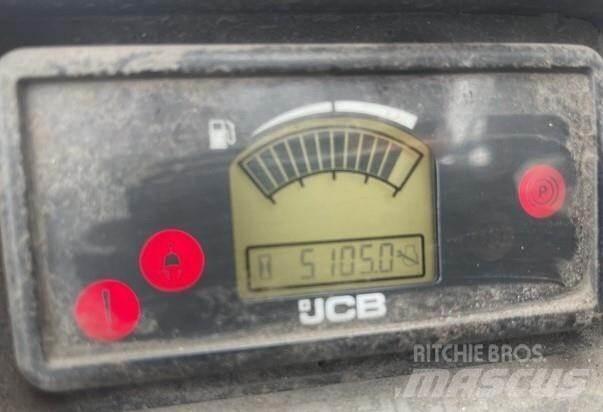 P
5105.0
JCB
RITCHIE BROS.
MASCUS